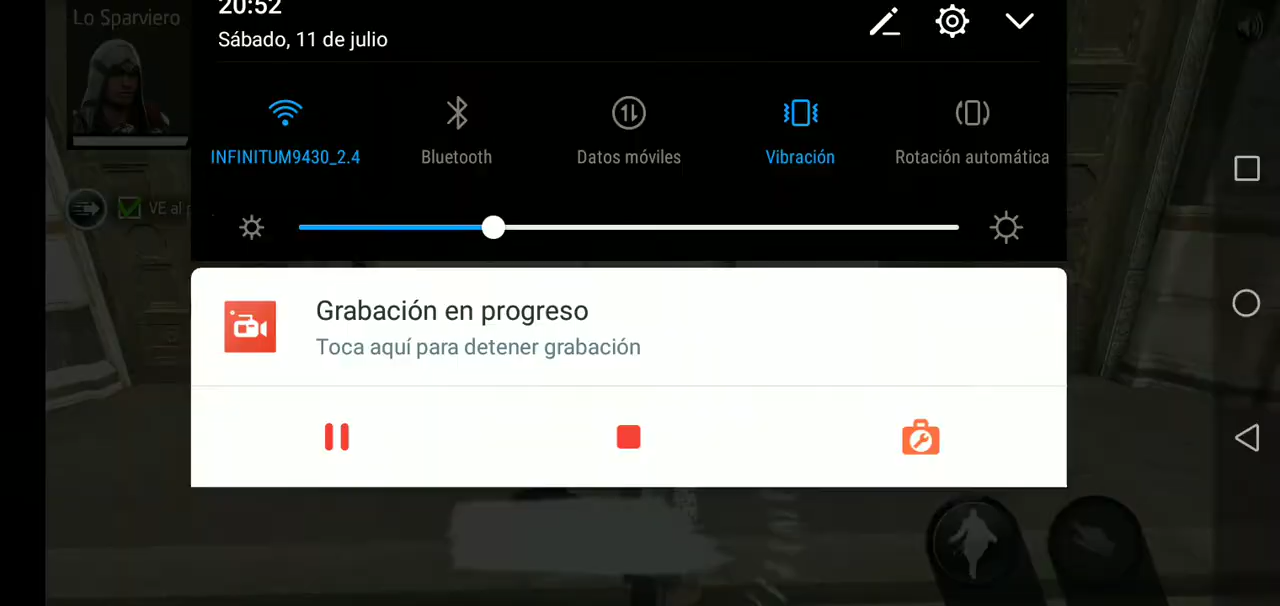 Lo Sparviero
20:52
Sábado, 11 de julio
INFINITUM9430_2.4
Bluetooth
Datos móviles
Vibración
Rotación automática
VE al
Grabación en progreso
Toca aquí para detener grabación